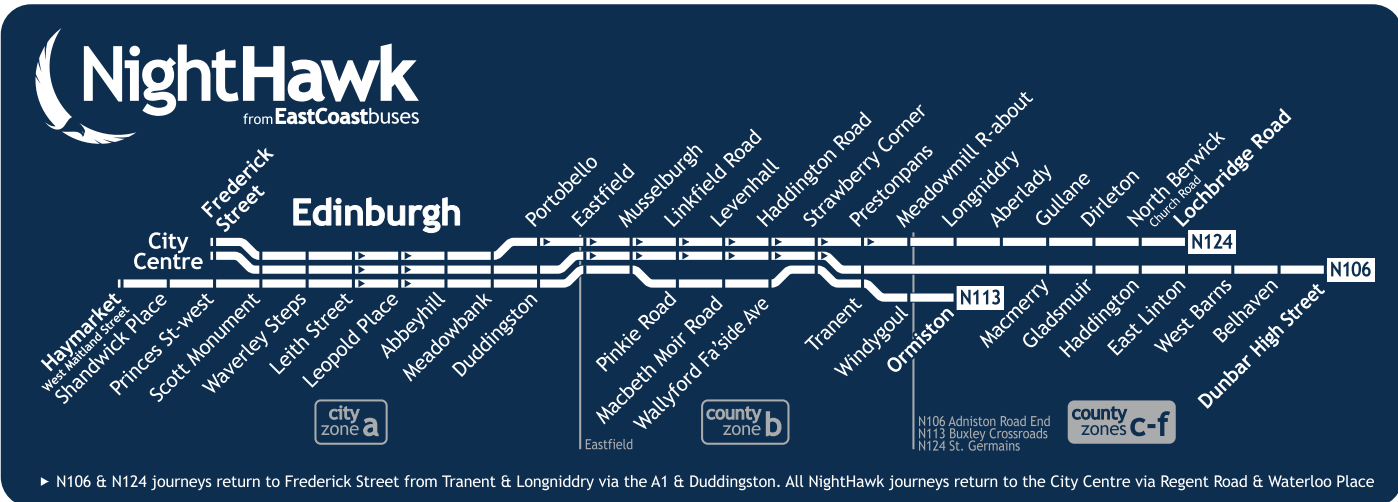 NightHawk
from EastCoastbuses
Frederick
Street
Edinburgh
City
Centre
Portobello
Eastfield
Musselburgh
Linkfield Road
Levenhall
Haddington Road
Strawberry Corner
Prestonpans
Meadowmill R-about
Longniddry
Aberlady
Gullane
Dirleton
North Berwick
Church Road
Lochbridge Road
N124
N106
N113
Haymarket
West Maitland Street
Shandwick Place
Princes St-west
Scott Monument
Waverley Steps
Leith Street
Leopold Place
Abbeyhill
Meadowbank
Duddingston
Pinkie Road
Macbeth Moir Road
Wallyford Fa'side Ave
Tranent
Windygoul
Ormiston
Macmerry
Gladsmuir
Haddington
East Linton
West Barns
Belhaven
Dunbar High Street
city
zone a
Eastfield
county
zone b
N106 Adniston Road End
N113 Buxley Crossroads
N124 St. Germains
county
zones c-f
N106 & N124 journeys return to Frederick Street from Tranent & Longniddry via the A1 & Duddingston. All NightHawk journeys return to the City Centre via Regent Road & Waterloo Place